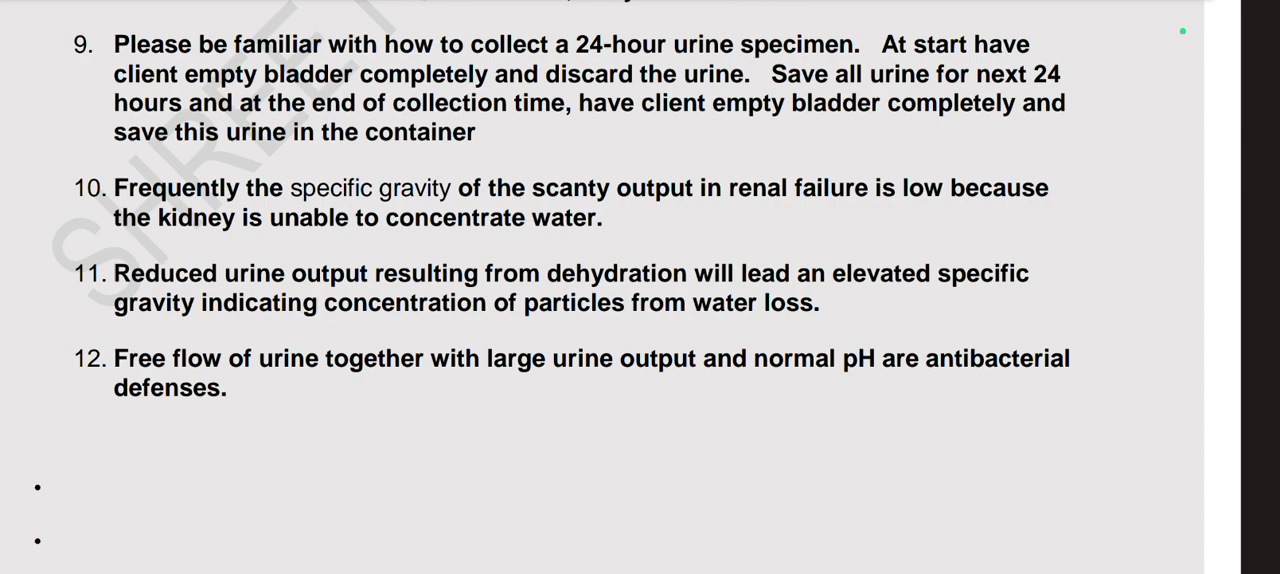 9. Please be familiar with how to collect a 24-hour urine specimen. At start have
client empty bladder completely and discard the urine. Save all urine for next 24
hours and at the end of collection time, have client empty bladder completely and
save this urine in the container
10. Frequently the specific gravity of the scanty output in renal failure is low because
the kidney is unable to concentrate water.
11. Reduced urine output resulting from dehydration will lead an elevated specific
gravity indicating concentration of particles from water loss.
12. Free flow of urine together with large urine output and normal pH are antibacterial
defenses.
•
•